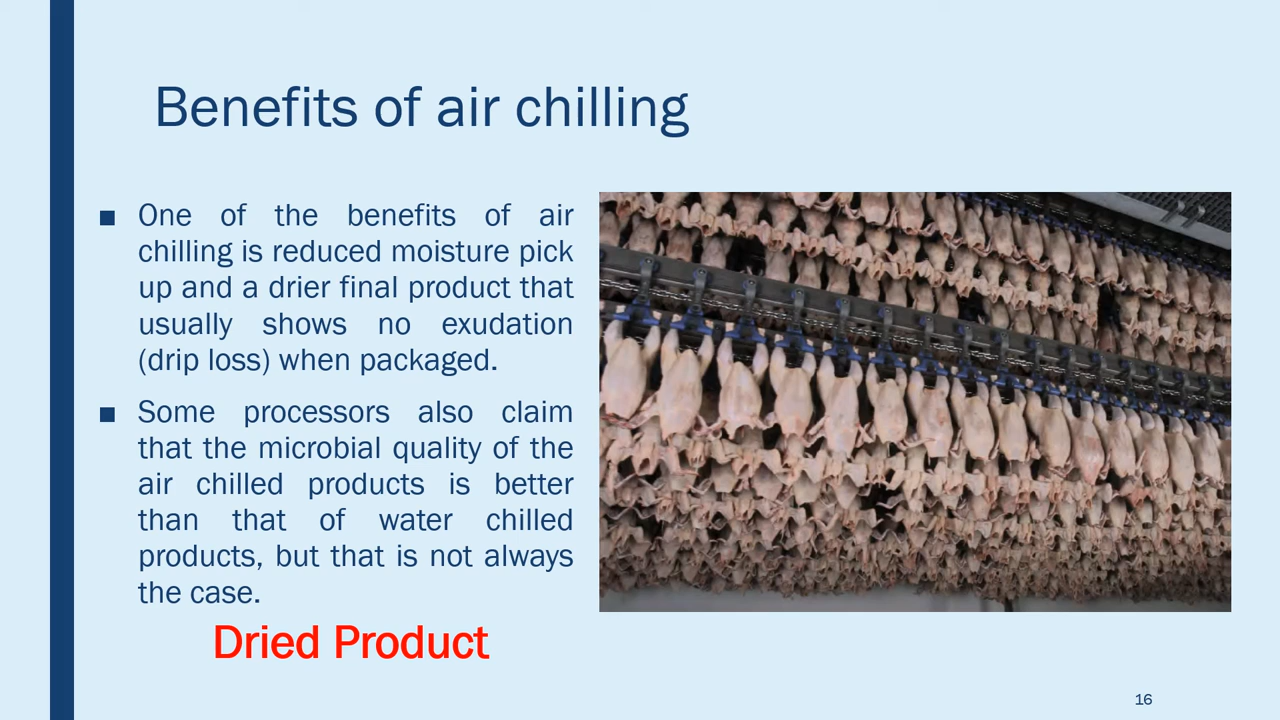 Benefits of air chilling
▪ One of the benefits of air
chilling is reduced moisture pick
up and a drier final product that
usually shows no exudation
(drip loss) when packaged.
▪ Some processors also claim
that the microbial quality of the
air chilled products is better
than that of water chilled
products, but that is not always
the case.
Dried Product
16